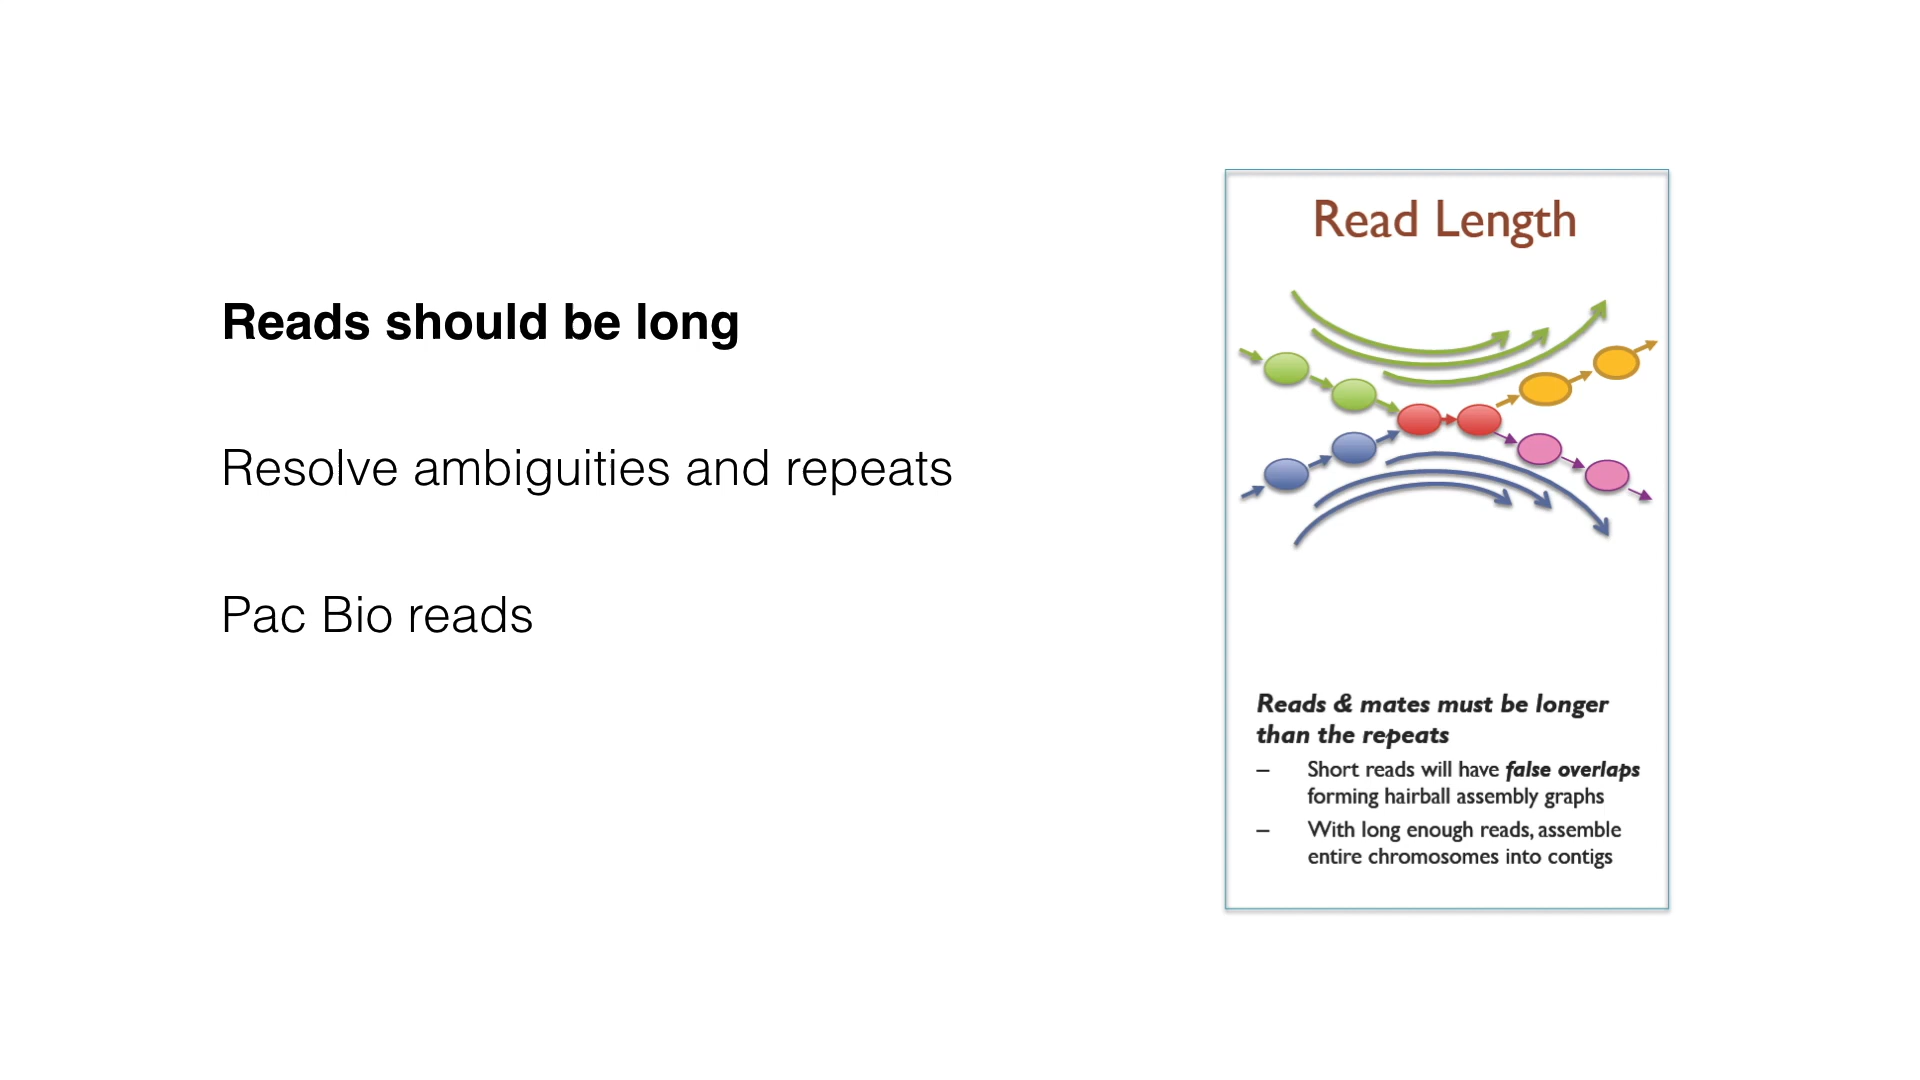 Reads should be long
Resolve ambiguities and repeats
Pac Bio reads
Read Length
Reads & mates must be longer
than the repeats
– Short reads will have false overlaps
forming hairball assembly graphs
– With long enough reads, assemble
entire chromosomes into contigs